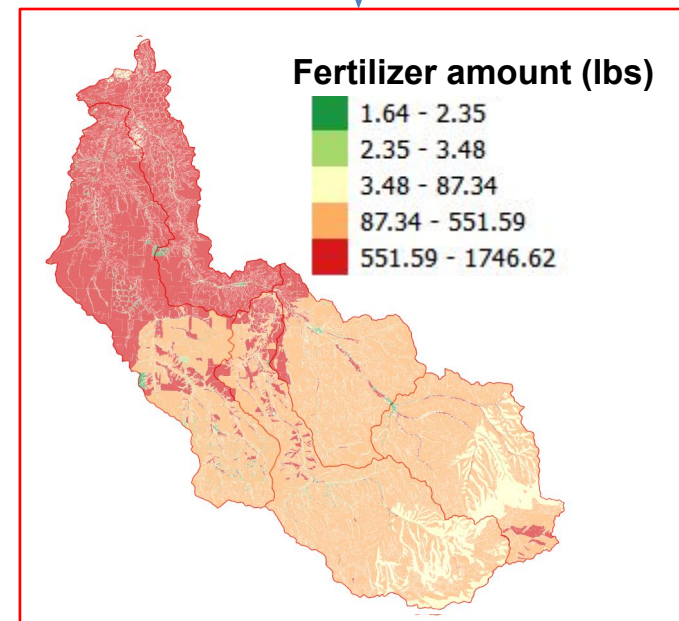 Fertilizer amount (lbs)
1.64 - 2.35
2.35 - 3.48
3.48 - 87.34
87.34 - 551.59
551.59 - 1746.62